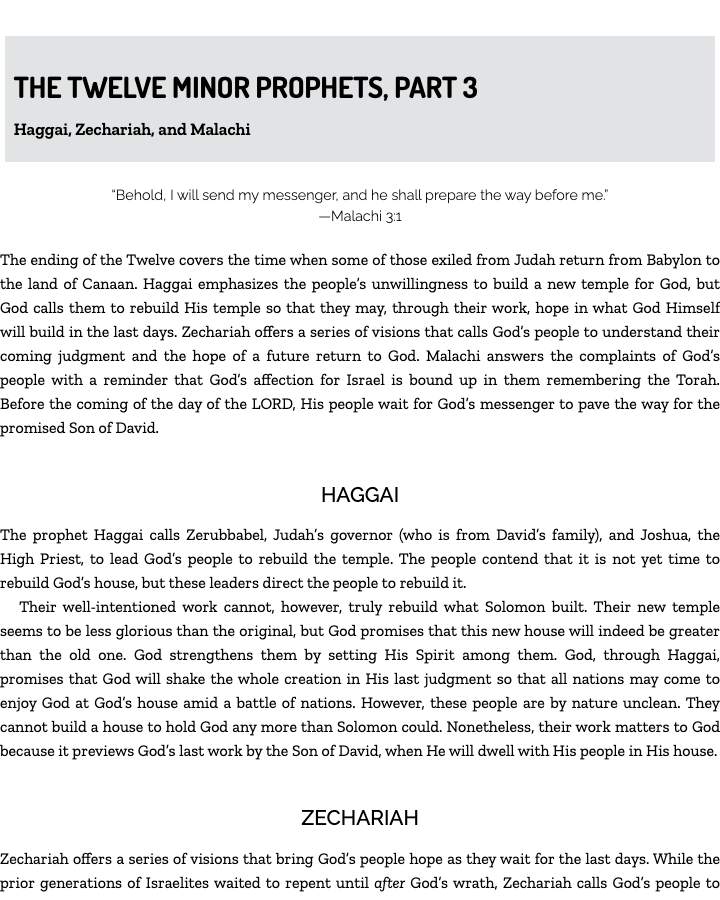 THE TWELVE MINOR PROPHETS, PART 3
Haggai, Zechariah, and Malachi
“Behold, I will send my messenger, and he shall prepare the way before me.”
—Malachi 3:1
The ending of the Twelve covers the time when some of those exiled from Judah return from Babylon to
the land of Canaan. Haggai emphasizes the people’s unwillingness to build a new temple for God, but
God calls them to rebuild His temple so that they may, through their work, hope in what God Himself
will build in the last days. Zechariah offers a series of visions that calls God’s people to understand their
coming judgment and the hope of a future return to God. Malachi answers the complaints of God’s
people with a reminder that God’s affection for Israel is bound up in them remembering the Torah.
Before the coming of the day of the LORD, His people wait for God’s messenger to pave the way for the
promised Son of David.
HAGGAI
The prophet Haggai calls Zerubbabel, Judah’s governor (who is from David’s family), and Joshua, the
High Priest, to lead God’s people to rebuild the temple. The people contend that it is not yet time to
rebuild God’s house, but these leaders direct the people to rebuild it.
Their well-intentioned work cannot, however, truly rebuild what Solomon built. Their new temple
seems to be less glorious than the original, but God promises that this new house will indeed be greater
than the old one. God strengthens them by setting His Spirit among them. God, through Haggai,
promises that God will shake the whole creation in His last judgment so that all nations may come to
enjoy God at God’s house amid a battle of nations. However, these people are by nature unclean. They
cannot build a house to hold God any more than Solomon could. Nonetheless, their work matters to God
because it previews God’s last work by the Son of David, when He will dwell with His people in His house.
ZECHARIAH
Zechariah offers a series of visions that bring God’s people hope as they wait for the last days. While the
prior generations of Israelites waited to repent until after God’s wrath, Zechariah calls God’s people to